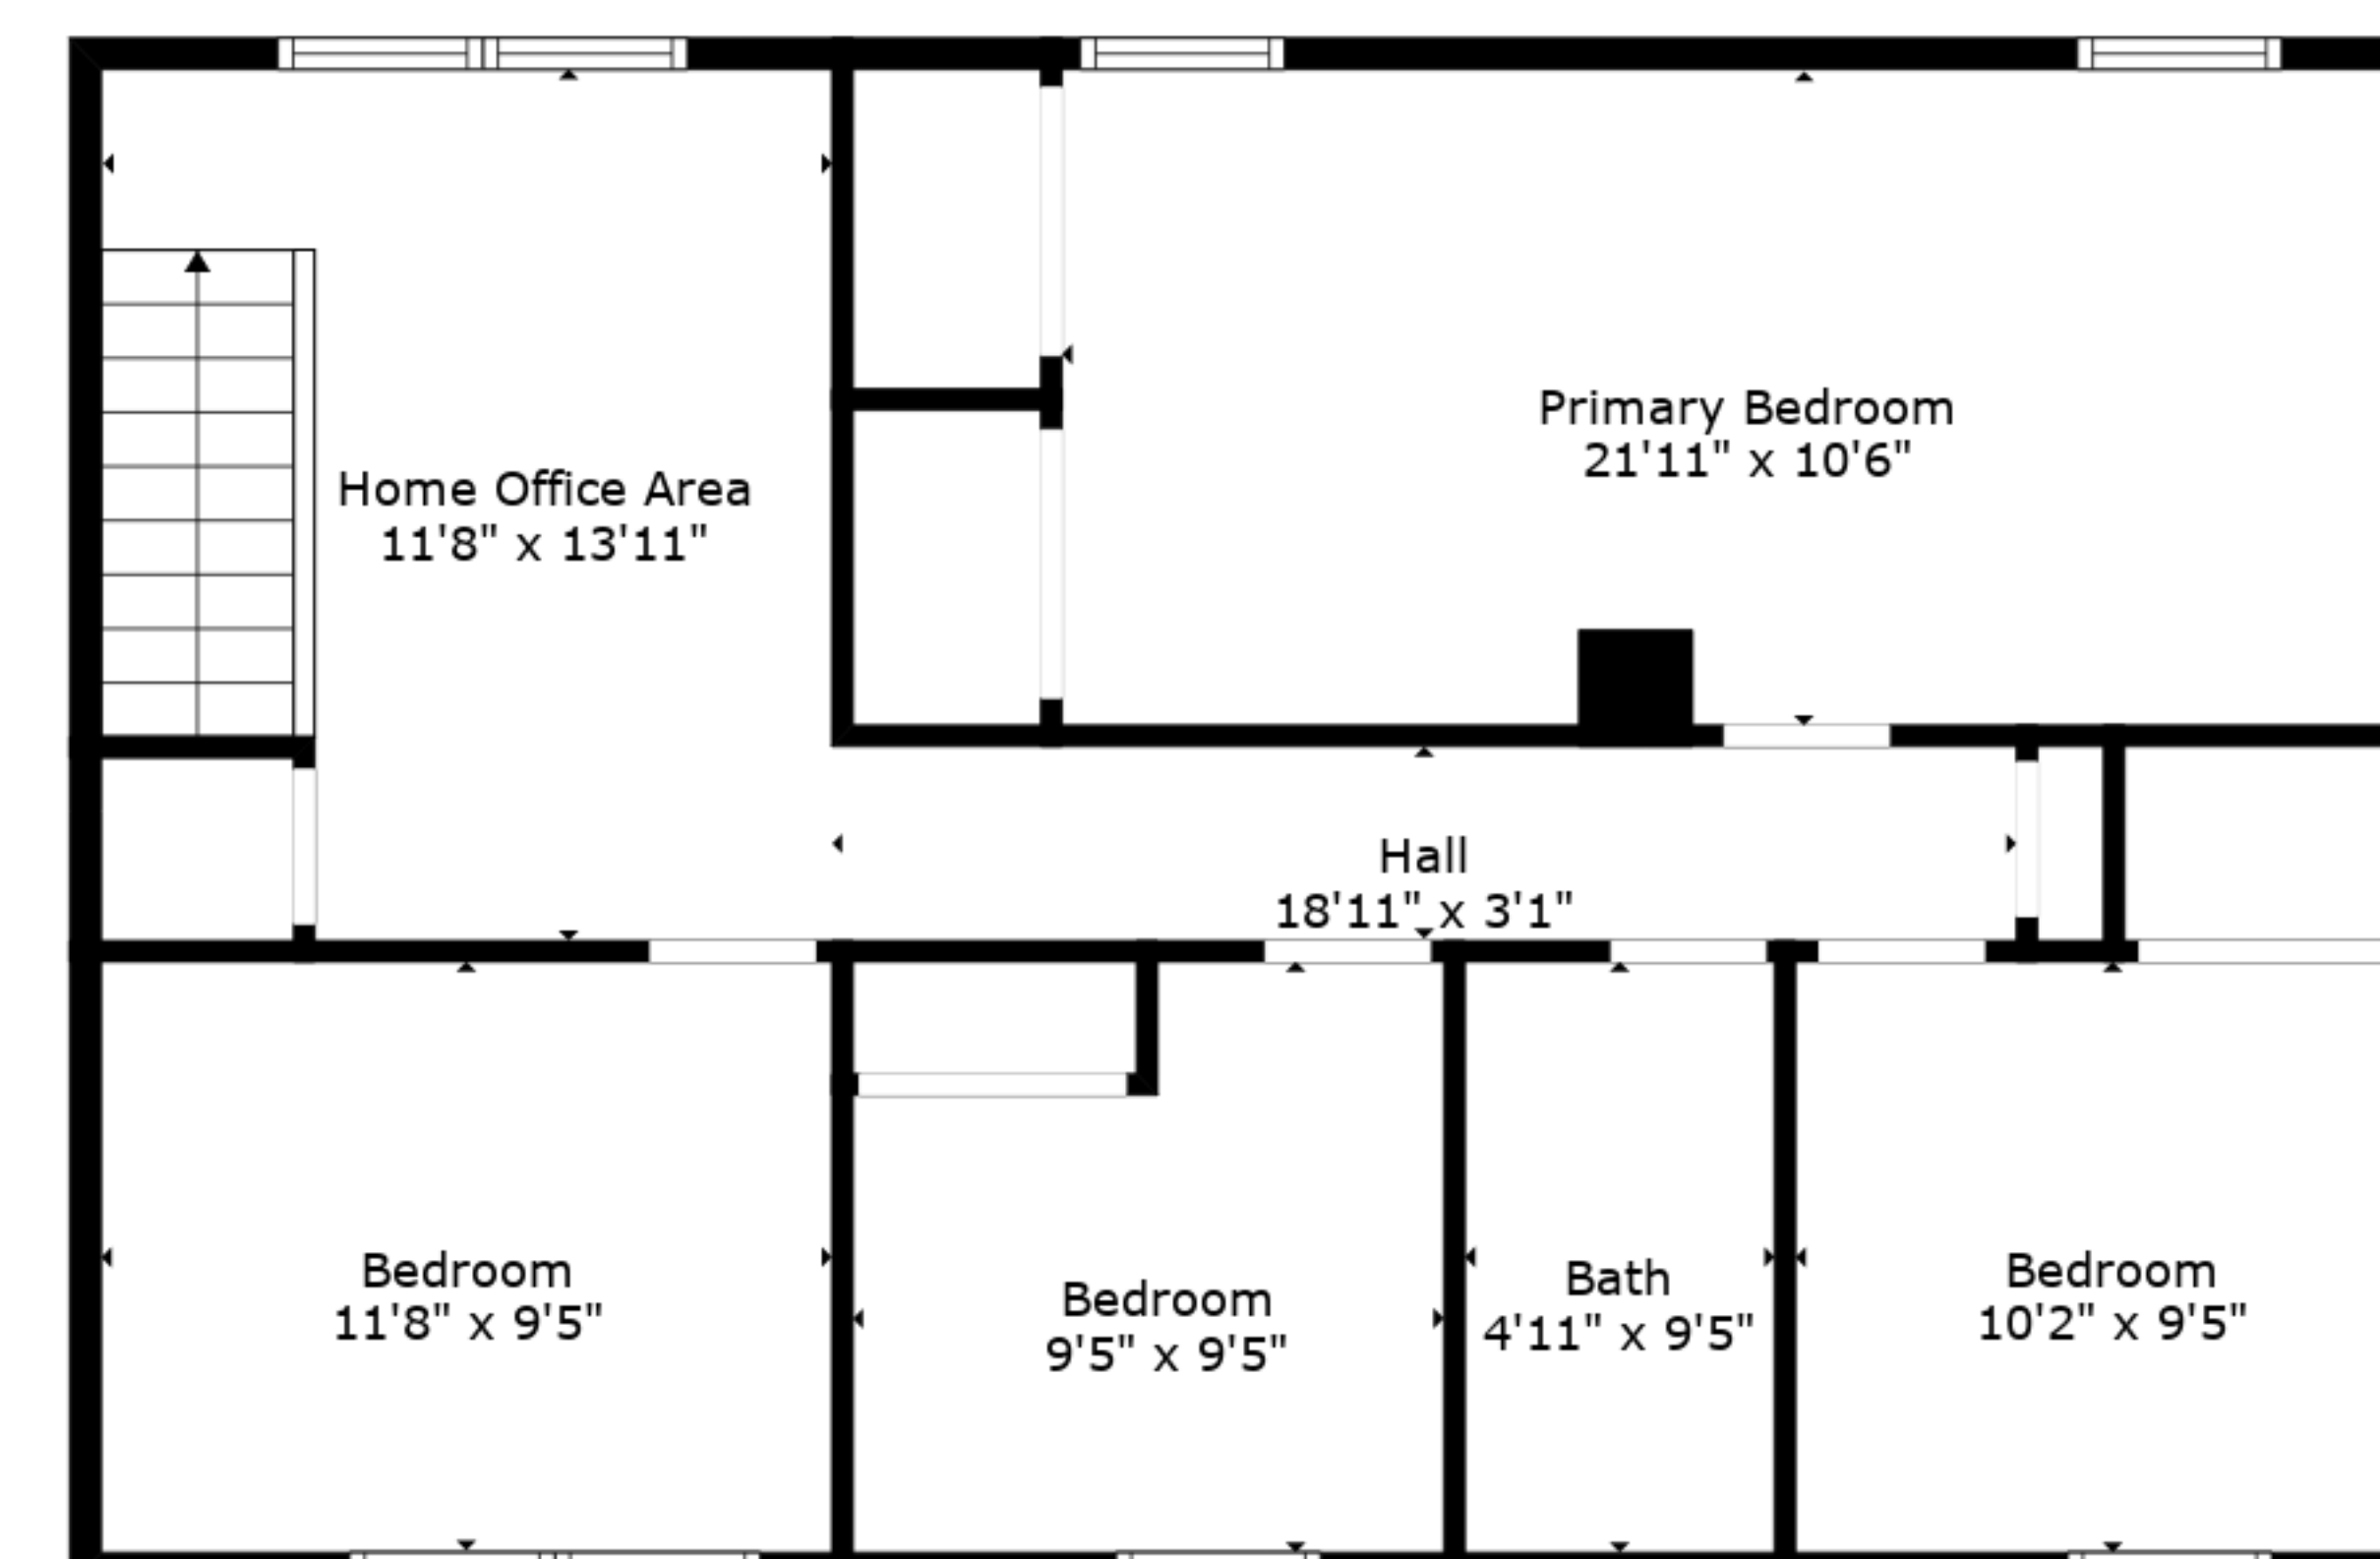 Primary Bedroom
21'11" x 10'6"
Home Office Area
11'8" x 13'11"
Hall
18'11" x 3'1"
Bedroom
11'8" x 9'5"
Bedroom
9'5" x 9'5"
Bath
4'11" x 9'5"
Bedroom
10'2" x 9'5"